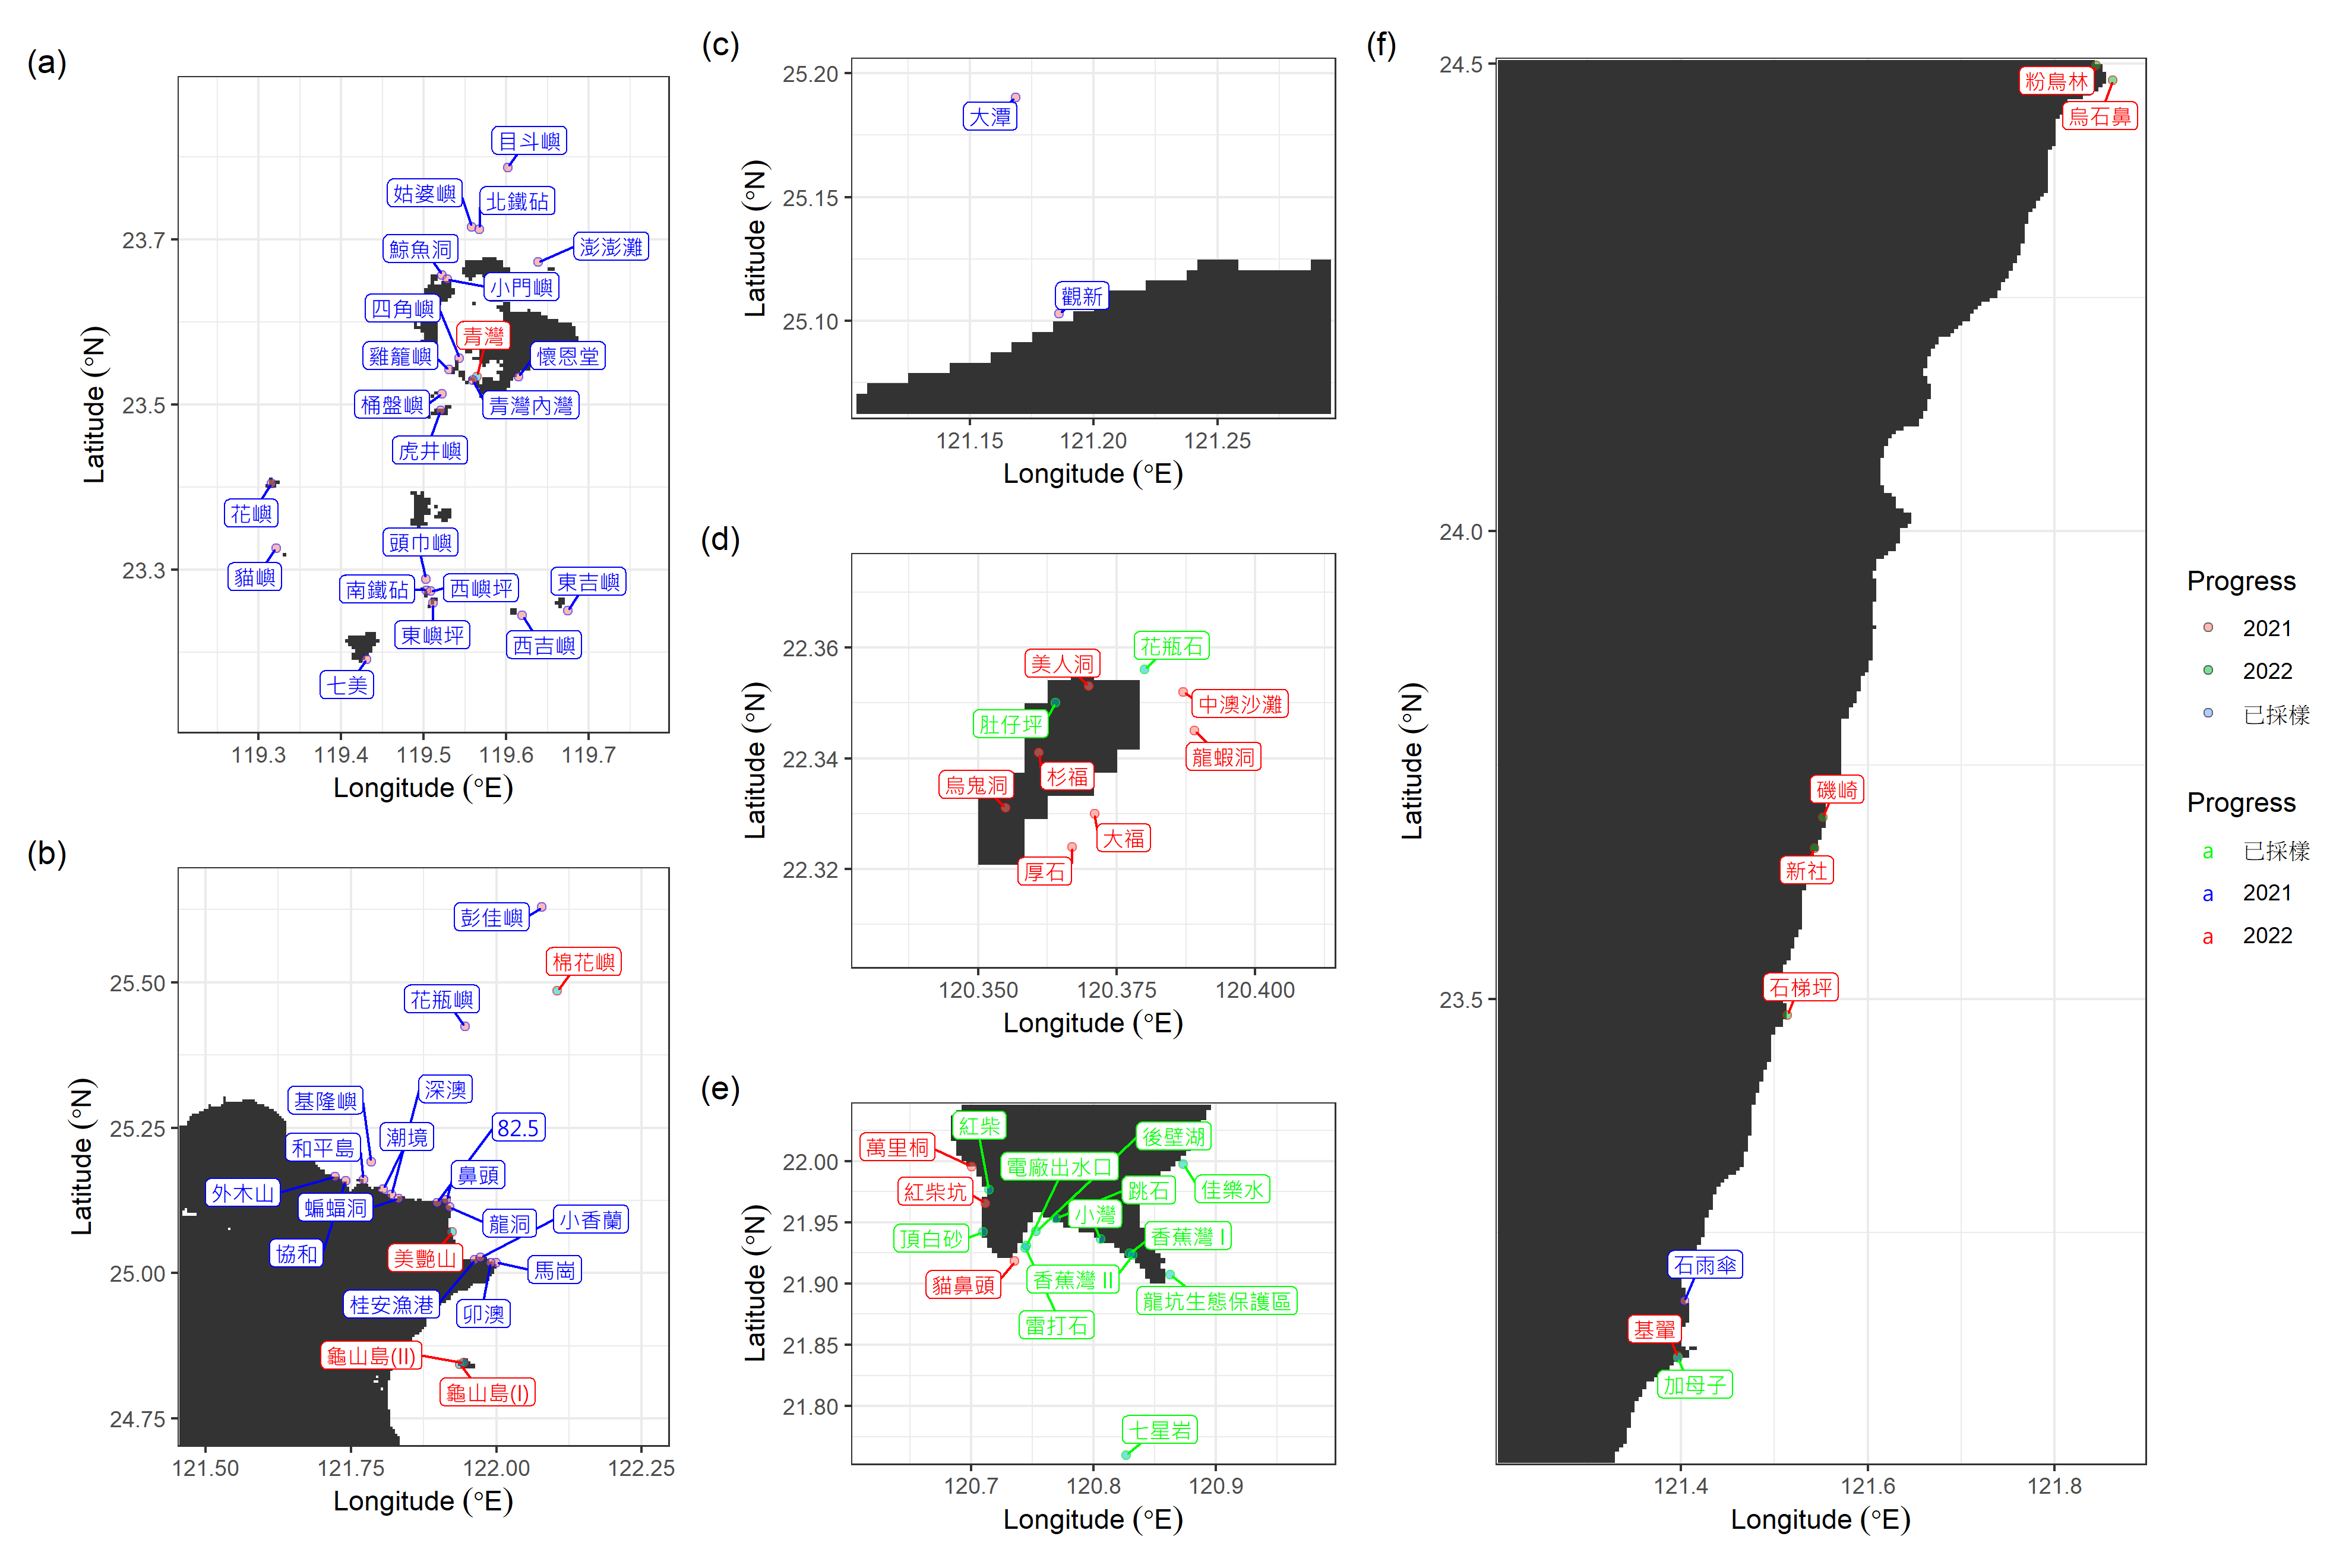 (a)
目斗嶼
姑婆嶼
北鐵砧
鯨魚洞
澎澎灘
小門嶼
四角嶼
青灣
雞籠嶼
懷恩堂
桶盤嶼
青灣內灣
虎井嶼
花嶼
頭巾嶼
貓嶼
南鐵砧
西嶼坪
東吉嶼
東嶼坪
西吉嶼
七美
23.7
23.5
23.3
119.3 119.4 119.5 119.6 119.7
Longitude (°E)
Latitude (°N)
(b)
彭佳嶼
棉花嶼
花瓶嶼
深澳
基隆嶼
潮境
82.5
和平島
鼻頭
外木山
蝙蝠洞
龍洞
小香蘭
協和
美艷山
馬崗
桂安漁港
卯澳
龜山島(II)
龜山島(I)
25.50
25.25
25.00
24.75
121.50 121.75 122.00 122.25
Longitude (°E)
Latitude (°N)
(c)
大潭
觀新
25.20
25.15
25.10
121.15 121.20 121.25
Longitude (°E)
Latitude (°N)
(d)
花瓶石
美人洞
中澳沙灘
肚仔坪
龍蝦洞
杉福
烏鬼洞
大福
厚石
22.36
22.34
22.32
120.350 120.375 120.400
Longitude (°E)
Latitude (°N)
(e)
紅柴
後壁湖
萬里桐
電廠出水口
紅柴坑
跳石
佳樂水
小灣
頂白砂
香蕉灣 I
貓鼻頭
香蕉灣 II
龍坑生態保護區
雷打石
七星岩
22.00
21.95
21.90
21.85
21.80
120.7 120.8 120.9
Longitude (°E)
Latitude (°N)
(f)
粉鳥林
烏石鼻
磯崎
新社
石梯坪
石雨傘
基翬
加母子
24.5
24.0
23.5
121.4 121.6 121.8
Longitude (°E)
Latitude (°N)
Progress
2021
2022
已採樣
Progress
a 已採樣
a 2021
a 2022